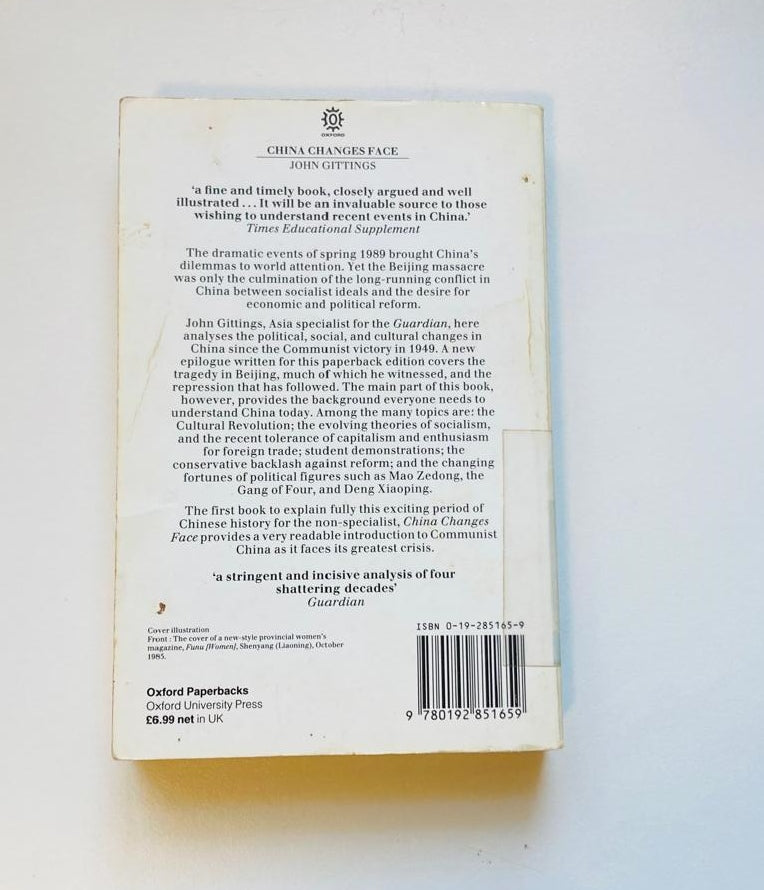 OXFORD
CHINA CHANGES FACE
JOHN GITTINGS
‘a fine and timely book, closely argued and well
illustrated . . . It will be an invaluable source to those
wishing to understand recent events in China.’
Times Educational Supplement
The dramatic events of spring 1989 brought China's
dilemmas to world attention. Yet the Beijing massacre
was only the culmination of the long-running conflict in
China between socialist ideals and the desire for
economic and political reform.
John Gittings, Asia specialist for the Guardian, here
analyses the political, social, and cultural changes in
China since the Communist victory in 1949. A new
epilogue written for this paperback edition covers the
tragedy in Beijing, much of which he witnessed, and the
repression that has followed. The main part of this book,
however, provides the background everyone needs to
understand China today. Among the many topics are: the
Cultural Revolution; the evolving theories of socialism,
and the recent tolerance of capitalism and enthusiasm
for foreign trade; student demonstrations; the
conservative backlash against reform; and the changing
fortunes of political figures such as Mao Zedong, the
Gang of Four, and Deng Xiaoping.
The first book to explain fully this exciting period of
Chinese history for the non-specialist, China Changes
Face provides a very readable introduction to Communist
China as it faces its greatest crisis.
‘a stringent and incisive analysis of four
shattering decades’
Guardian
Cover illustration
Front : The cover of a new-style provincial women's
magazine, Funu [Women], Shenyang (Liaoning), October
1985.
Oxford Paperbacks
Oxford University Press
£6.99 net in UK
ISBN 0-19-285165-9
9 780192 851659